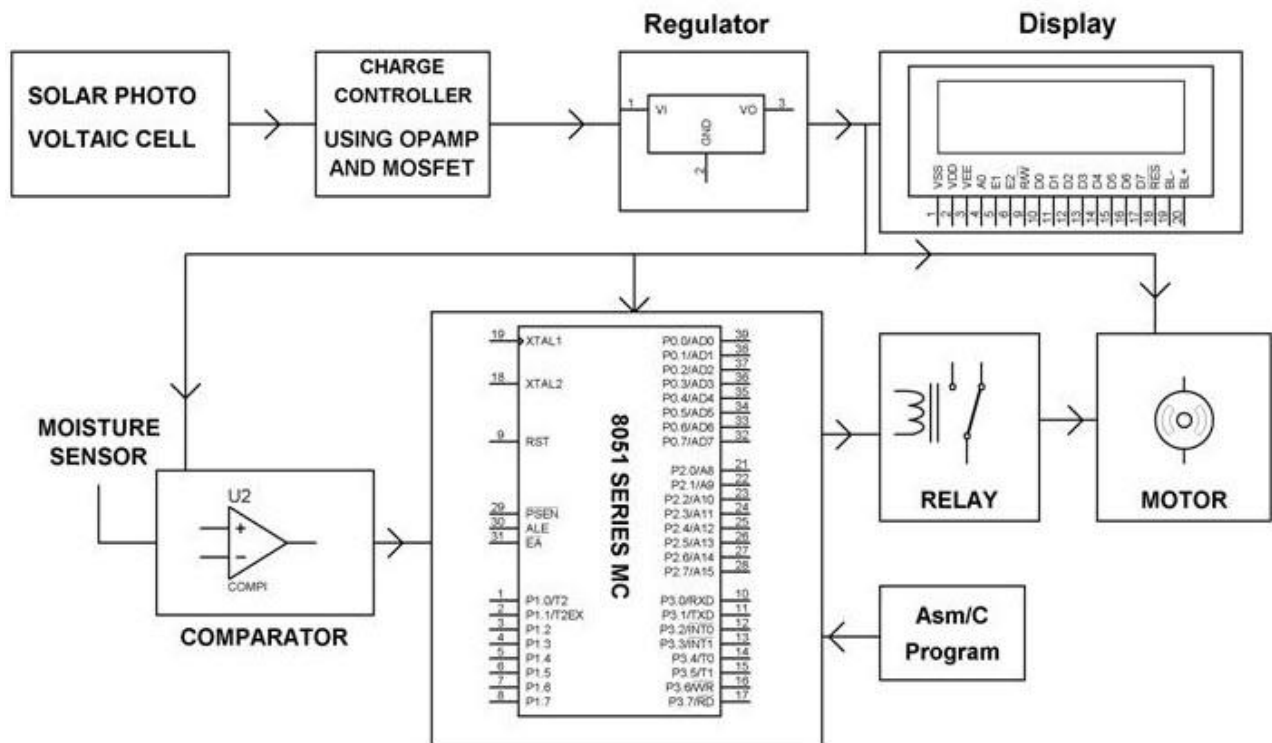 Regulator
Display
SOLAR PHOTO
VOLTAIC CELL
CHARGE
CONTROLLER
USING OPAMP
AND MOSFET
1
VI
VO
3
GND
2
VSS
VDD
VEE
A0
E1
E2
R/W
D0
D1
D2
D3
D4
D5
D6
D7
RES
BL-
BL+
1
2
3
4
5
6
9
10
11
12
13
14
15
16
17
18
19
20
MOISTURE
SENSOR
U2
+
−
COMPI
COMPARATOR
19 XTAL1
18 XTAL2
9 RST
29 PSEN
30 ALE
31 EA
1 P1.0/T2
2 P1.1/T2EX
3 P1.2
4 P1.3
5 P1.4
6 P1.5
7 P1.6
8 P1.7
8051 SERIES MC
P0.0/AD0 39
P0.1/AD1 38
P0.2/AD2 37
P0.3/AD3 36
P0.4/AD4 35
P0.5/AD5 34
P0.6/AD6 33
P0.7/AD7 32
P2.0/A8 21
P2.1/A9 22
P2.2/A10 23
P2.3/A11 24
P2.4/A12 25
P2.5/A13 26
P2.6/A14 27
P2.7/A15 28
P3.0/RXD 10
P3.1/TXD 11
P3.2/INT0 12
P3.3/INT1 13
P3.4/T0 14
P3.5/T1 15
P3.6/WR 16
P3.7/RD 17
RELAY
MOTOR
Asm/C
Program